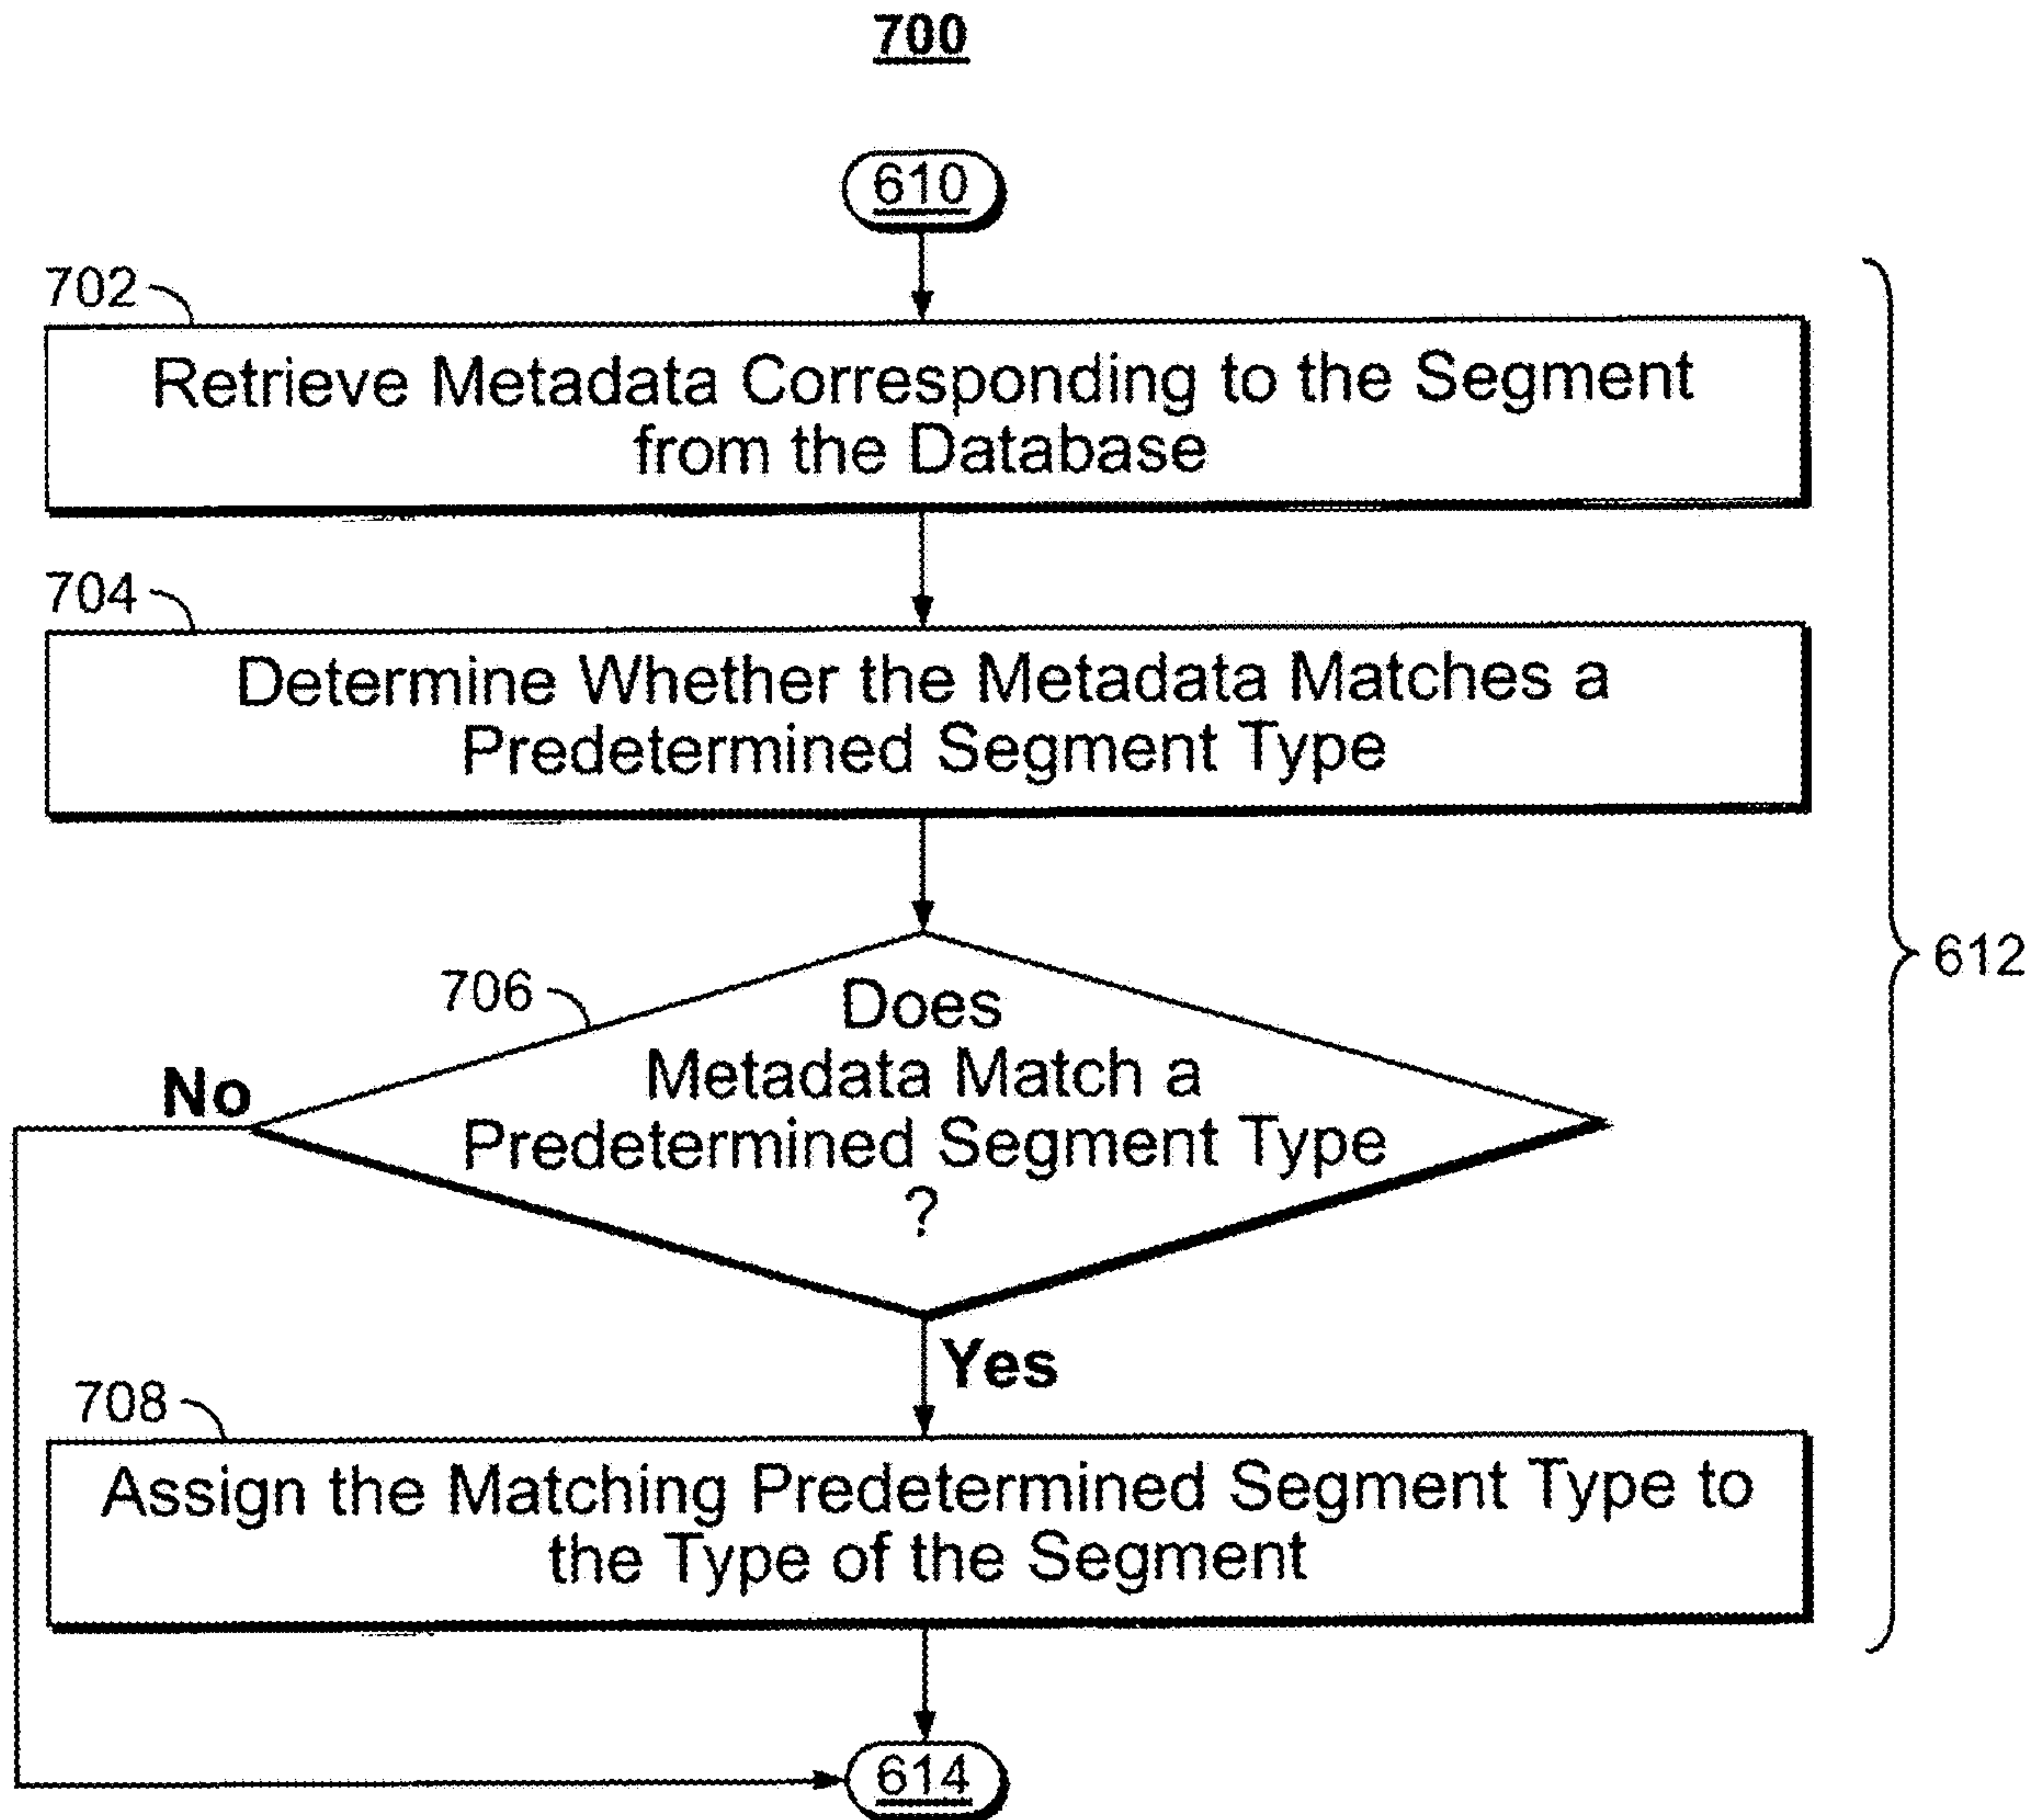 700
610
702
Retrieve Metadata Corresponding to the Segment
from the Database
704
Determine Whether the Metadata Matches a
Predetermined Segment Type
706
Does
Metadata Match a
Predetermined Segment Type
?
No
612
Yes
708
Assign the Matching Predetermined Segment Type to
the Type of the Segment
614